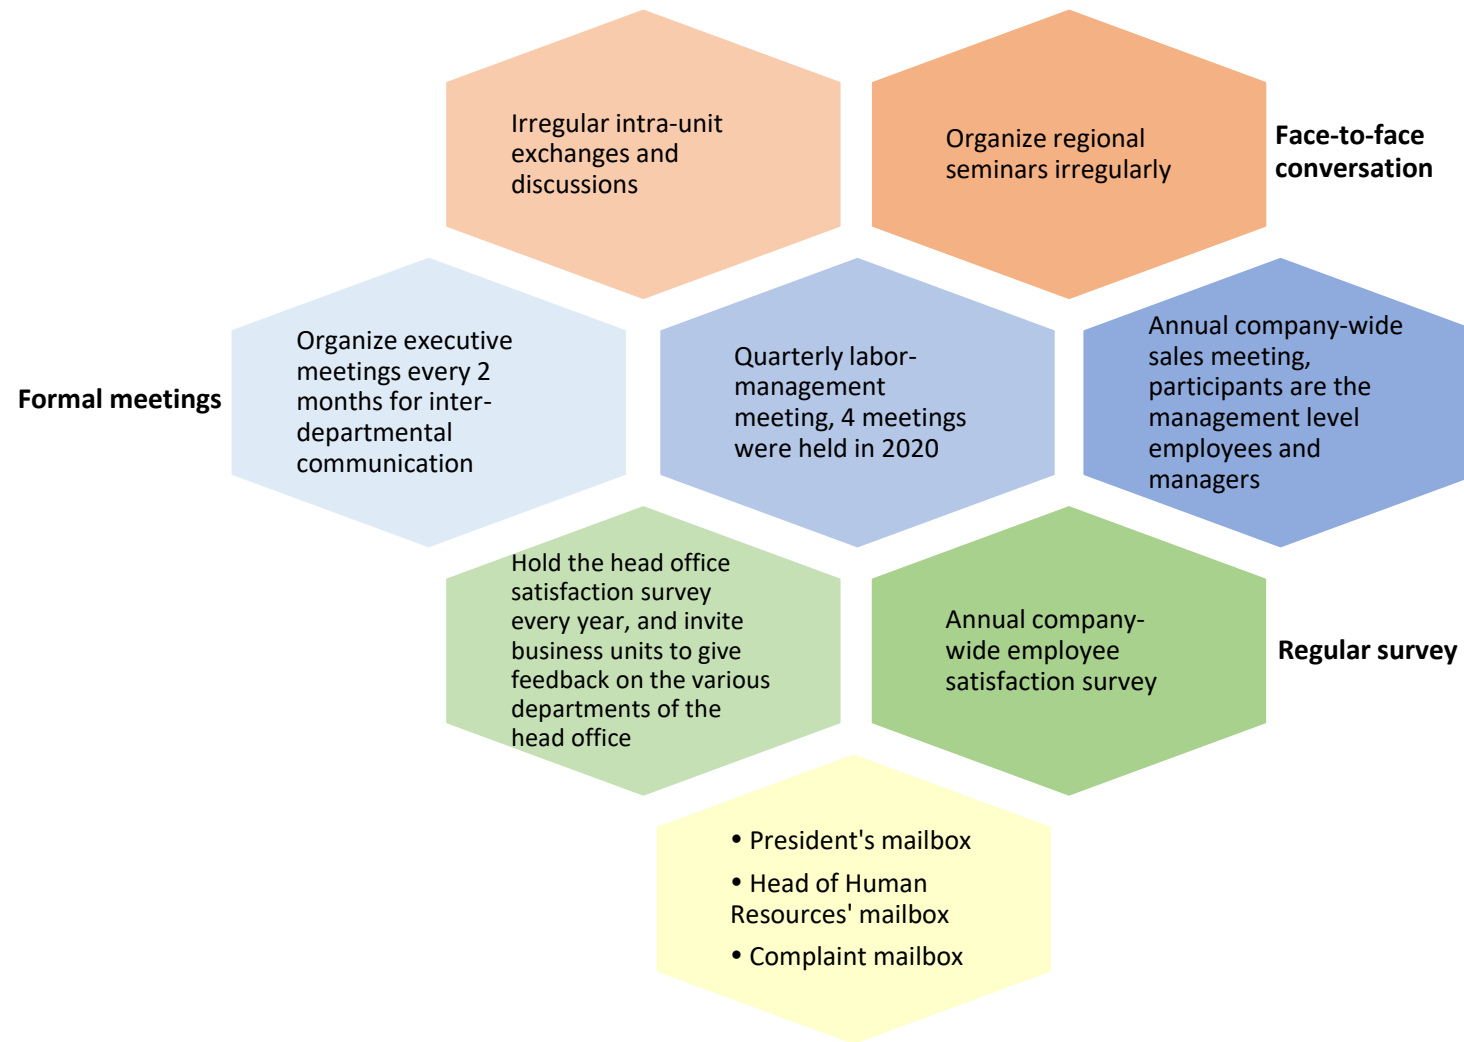 Irregular intra-unit
exchanges and
discussions
Organize regional
seminars irregularly
Face-to-face
conversation
Formal meetings
Organize executive
meetings every 2
months for inter-
departmental
communication
Quarterly labor-
management
meeting, 4 meetings
were held in 2020
Annual company-wide
sales meeting,
participants are the
management level
employees and
managers
Hold the head office
satisfaction survey
every year, and invite
business units to give
feedback on the various
departments of the
head office
Annual company-
wide employee
satisfaction survey
Regular survey
• President's mailbox
• Head of Human
Resources' mailbox
• Complaint mailbox